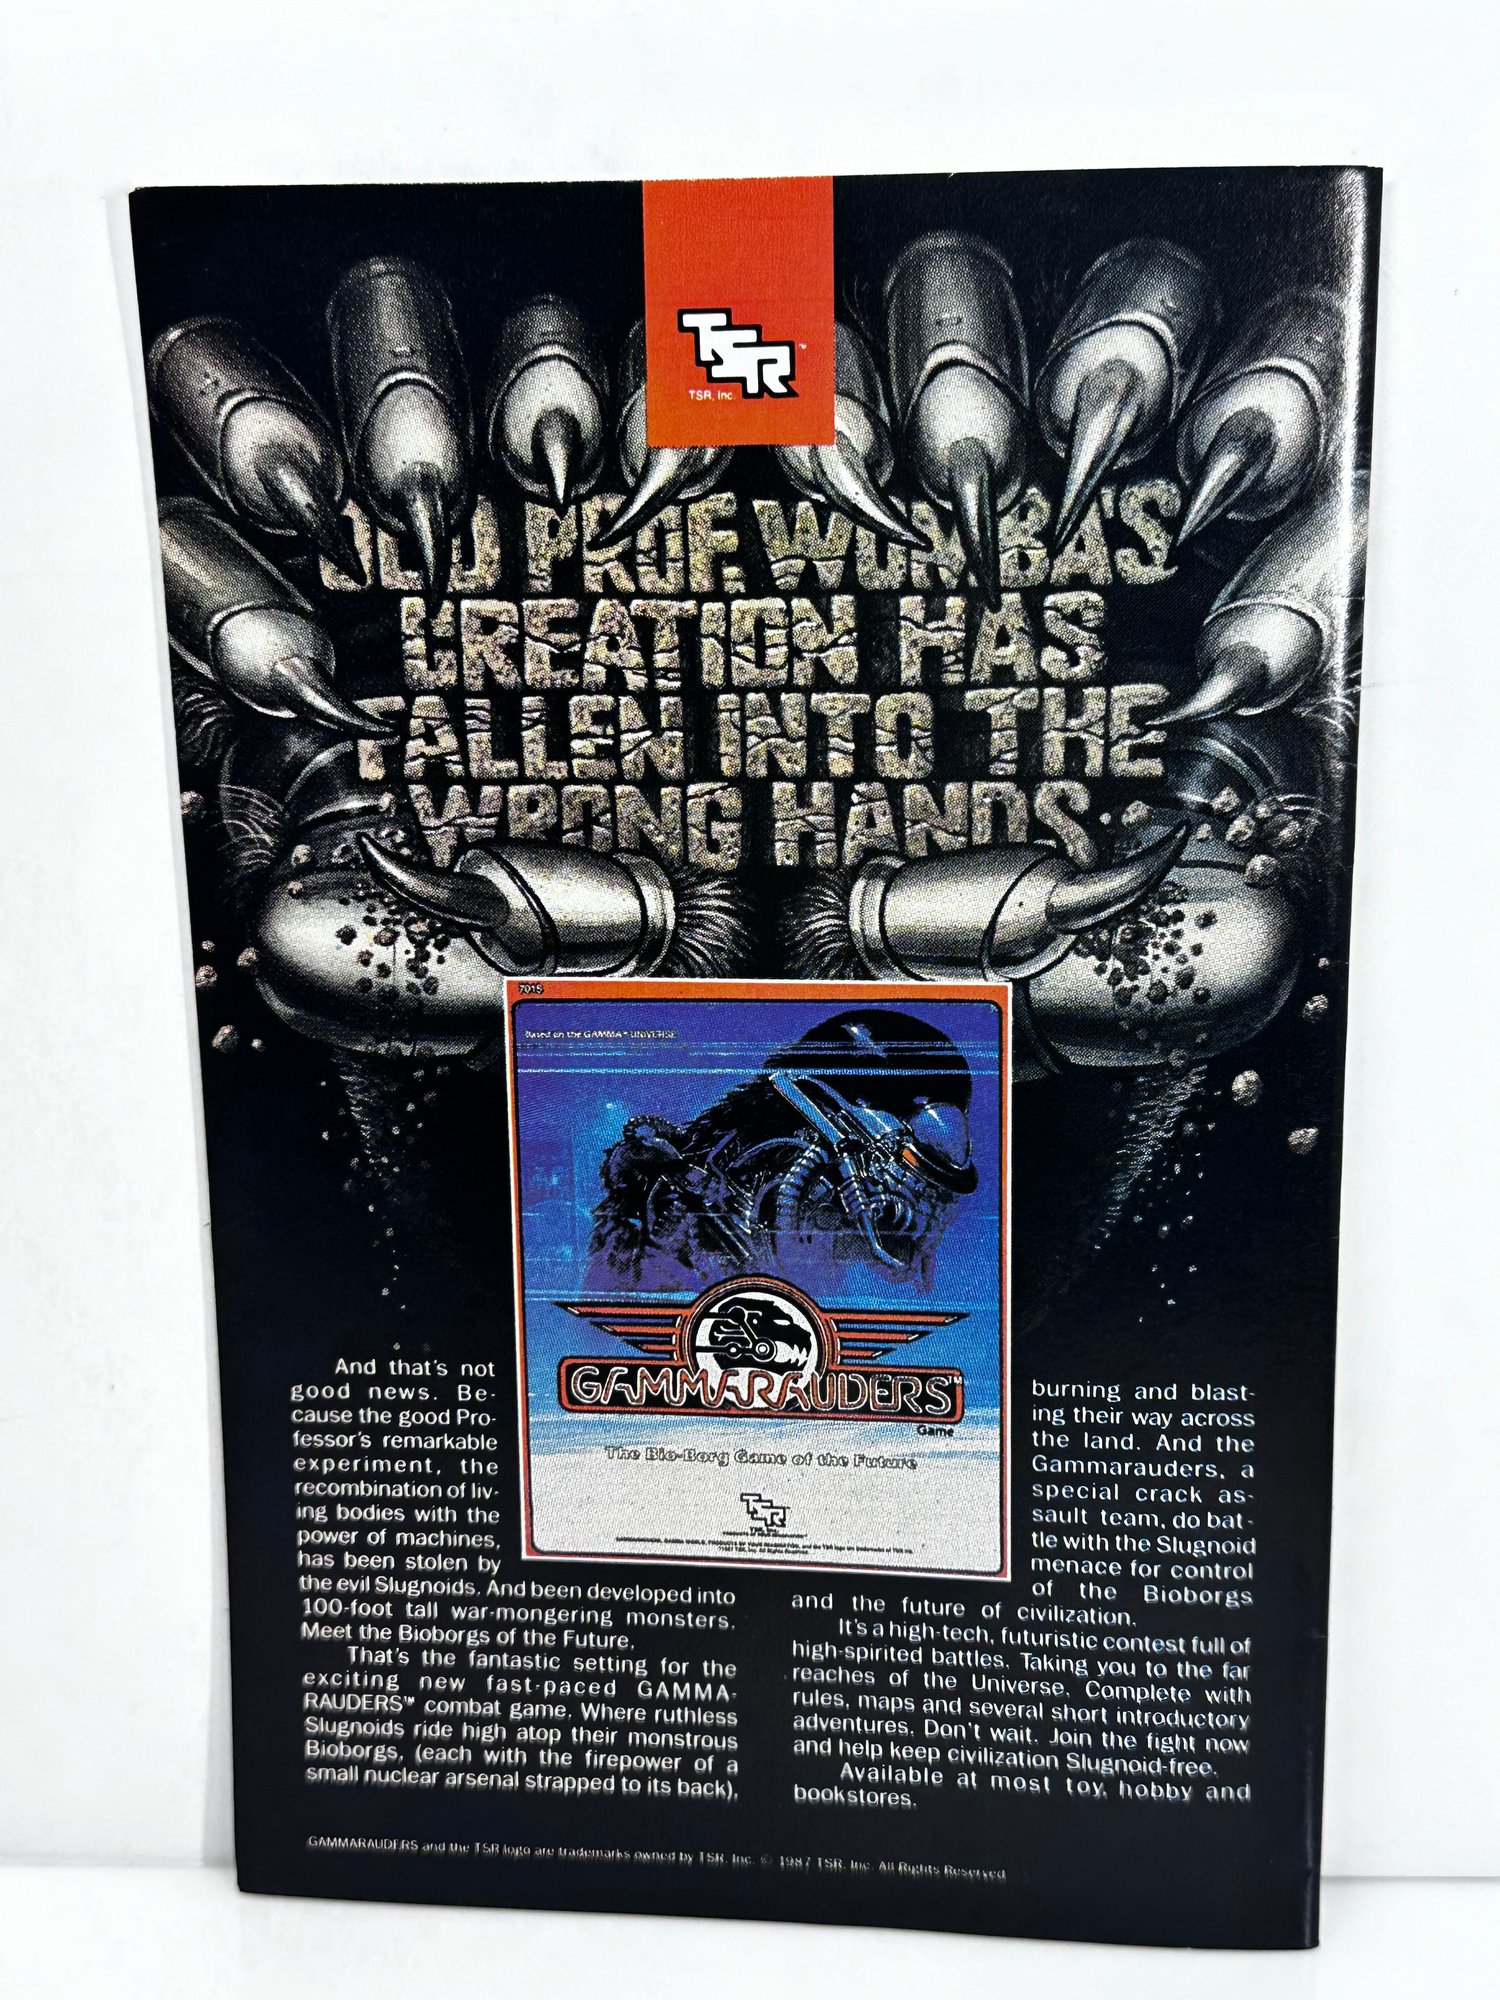 TSR
TSR, Inc.
OLD PROF. WOMBA'S
CREATION HAS
FALLEN INTO THE
WRONG HANDS
7015
Based on the GAMMA™ UNIVERSE
GAMMARAUDERS™
Game
The Bio-Borg Game of the Future
TSR
TSR, Inc.
And that's not
good news. Be-
cause the good Pro-
fessor's remarkable
experiment, the
recombination of liv-
ing bodies with the
power of machines,
has been stolen by
the evil Slugnoids. And been developed into
100-foot tall war-mongering monsters.
Meet the Bioborgs of the Future.
That's the fantastic setting for the
exciting new fast-paced GAMMA-
RAUDERS™ combat game. Where ruthless
Slugnoids ride high atop their monstrous
Bioborgs, (each with the firepower of a
small nuclear arsenal strapped to its back),
burning and blast-
ing their way across
the land. And the
Gammarauders, a
special crack as-
sault team, do bat-
tle with the Slugnoid
menace for control
of the Bioborgs
and the future of civilization.
It's a high-tech, futuristic contest full of
high-spirited battles. Taking you to the far
reaches of the Universe. Complete with
rules, maps and several short introductory
adventures. Don't wait. Join the fight now
and help keep civilization Slugnoid-free.
Available at most toy, hobby and
bookstores.
GAMMARAUDERS and the TSR logo are trademarks owned by TSR, Inc. © 1987 TSR, Inc. All Rights Reserved